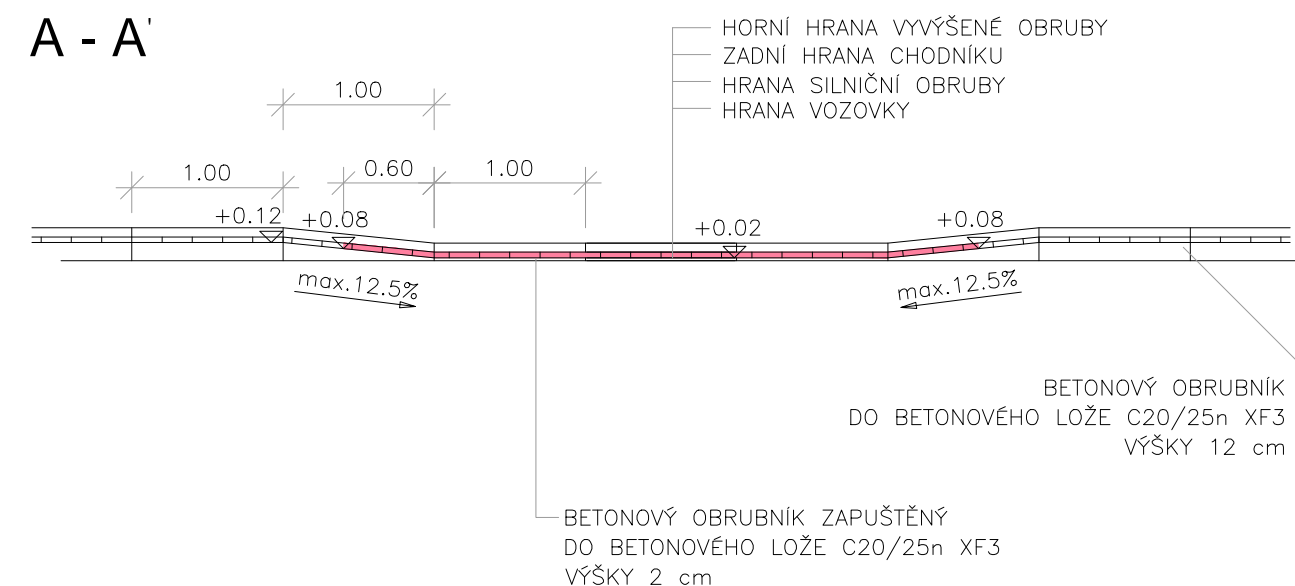 A - A'
HORNÍ HRANA VYVÝŠENÉ OBRUBY
ZADNÍ HRANA CHODNÍKU
HRANA SILNIČNÍ OBRUBY
HRANA VOZOVKY
1.00
1.00
0.60
1.00
+0.12
+0.08
+0.02
+0.08
max.12.5%
max.12.5%
BETONOVÝ OBRUBNÍK
DO BETONOVÉHO LOŽE C20/25n XF3
VÝŠKY 12 cm
BETONOVÝ OBRUBNÍK ZAPUŠTĚNÝ
DO BETONOVÉHO LOŽE C20/25n XF3
VÝŠKY 2 cm